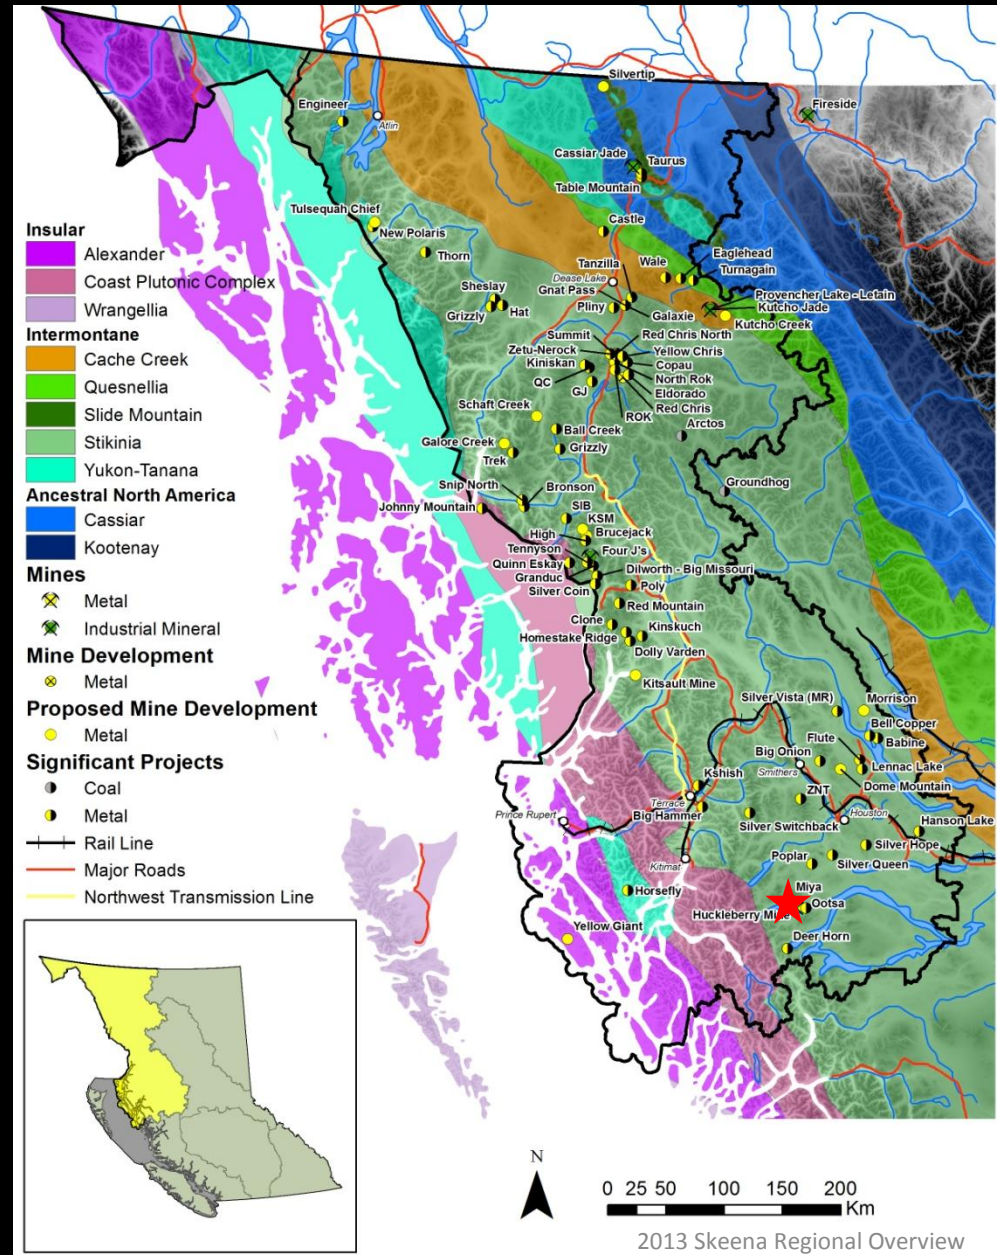 Silvertip
Fireside
Engineer
Atlin
Cassiar Jade
Taurus
Table Mountain
Tulsequah Chief
New Polaris
Castle
Thorn
Eaglehead
Wale
Turnagain
Tanzilla
Dease Lake
Sheslay
Gnat Pass
Provencher Lake - Letain
Kutcho Jade
Grizzly
Hat
Pliny
Galaxie
Kutcho Creek
Summit
Red Chris North
Zetu-Nerock
Yellow Chris
Kiniskan
Copau
QC
North Rok
GJ
Eldorado
Red Chris
Schaft Creek
ROK
Arctos
Ball Creek
Galore Creek
Grizzly
Trek
Groundhog
Snip North
Bronson
Johnny Mountain
SIB
KSM
High
Brucejack
Tennyson
Four J's
Quinn Eskay
Dilworth - Big Missouri
Granduc
Silver Coin
Poly
Red Mountain
Clone
Kinskuch
Homestake Ridge
Dolly Varden
Kitsault Mine
Silver Vista (MR)
Morrison
Bell Copper
Flute
Babine
Big Onion
Lennac Lake
Smithers
Kshish
ZNT
Dome Mountain
Terrace
Prince Rupert
Big Hammer
Houston
Hanson Lake
Silver Switchback
Silver Hope
Kitimat
Poplar
Silver Queen
Horsefly
Miya
Ootsa
Huckleberry Mi
Yellow Giant
Deer Horn
Insular
Alexander
Coast Plutonic Complex
Wrangellia
Intermontane
Cache Creek
Quesnellia
Slide Mountain
Stikinia
Yukon-Tanana
Ancestral North America
Cassiar
Kootenay
Mines
Metal
Industrial Mineral
Mine Development
Metal
Proposed Mine Development
Metal
Significant Projects
Coal
Metal
Rail Line
Major Roads
Northwest Transmission Line
N
0 25 50 100 150 200
Km
2013 Skeena Regional Overview